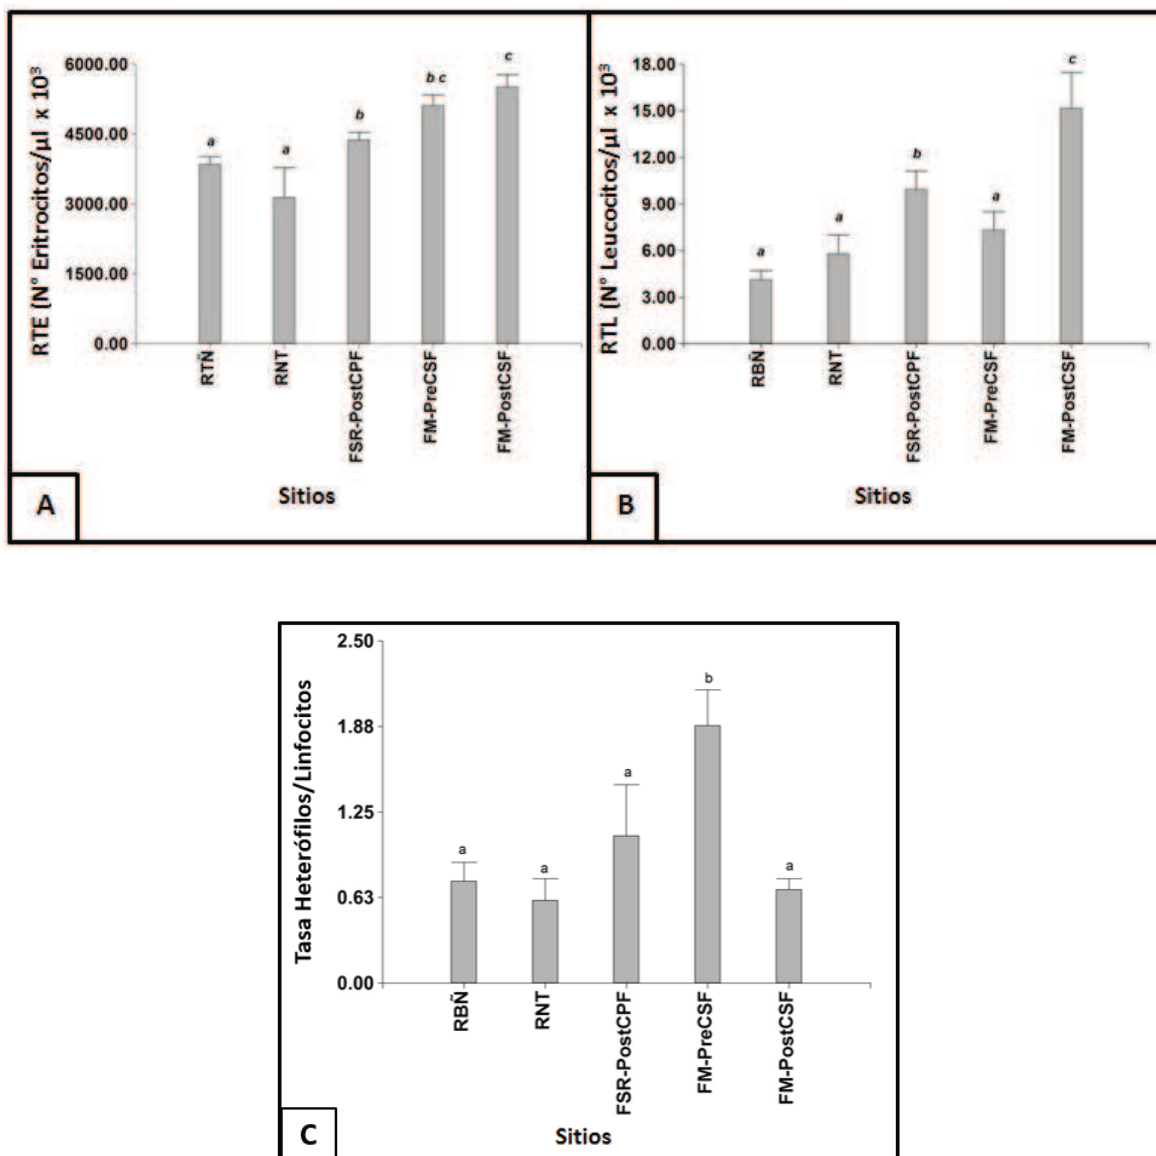 RTE (N° Eritrocitos/µl x 10³
6000.00
4500.00
3000.00
1500.00
0.00
a
a
b
b c
c
RTÑ
RNT
FSR-PostCPF
FM-PreCSF
FM-PostCSF
Sitios
A
RTL (N° Leucocitos/µl x 10³
18.00
15.00
12.00
9.00
6.00
3.00
0.00
a
a
b
a
c
RBÑ
RNT
FSR-PostCPF
FM-PreCSF
FM-PostCSF
Sitios
B
Tasa Heterófilos/Linfocitos
2.50
1.88
1.25
0.63
0.00
a
a
a
b
a
RBÑ
RNT
FSR-PostCPF
FM-PreCSF
FM-PostCSF
Sitios
C